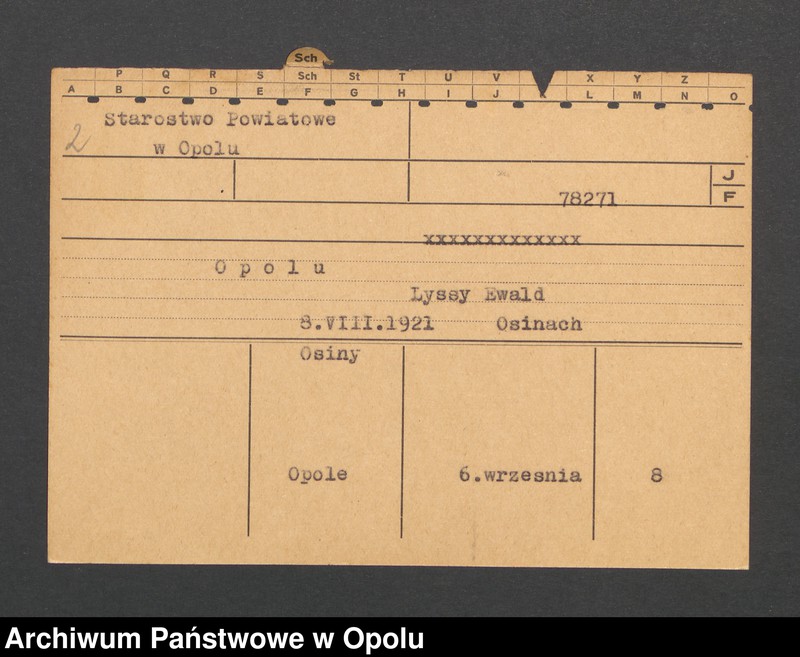 Sch
P Q R S Sch St T U V X Y Z
A B C D E F G H I J K L M N O
2
Starostwo Powiatowe
w Opolu
J
F
78271
xxxxxxxxxxxxx
Opolu
Lyssy Ewald
8.VIII.1921 Osinach
Osiny
Opole 6.wrzesnia 8
Archiwum Państwowe w Opolu